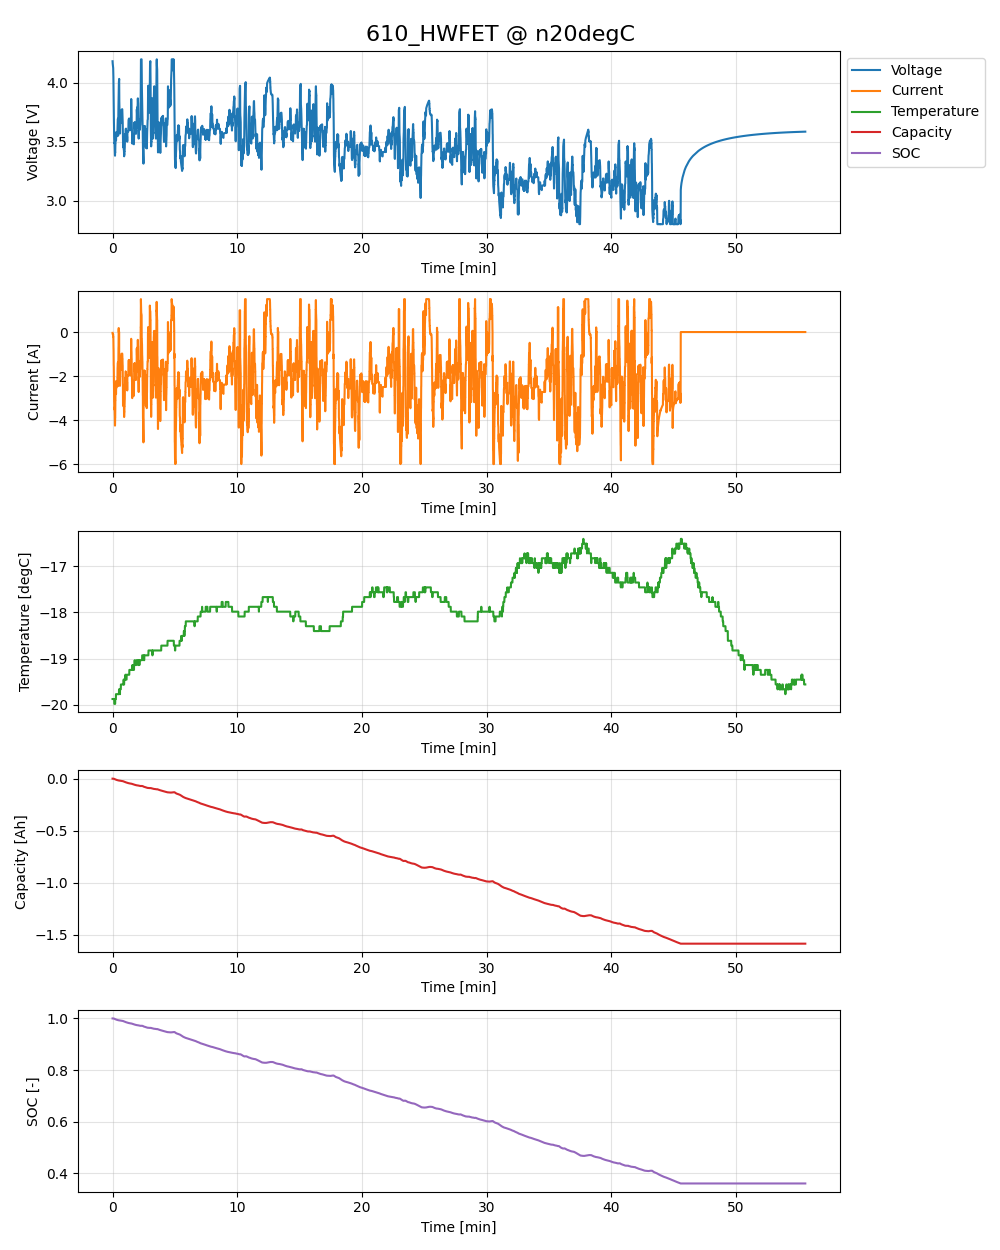 610_HWFET @ n20degC
Voltage [V]
4.0
3.5
3.0
0 10 20 30 40 50
Time [min]
Voltage
Current
Temperature
Capacity
SOC
Current [A]
0
−2
−4
−6
0 10 20 30 40 50
Time [min]
Temperature [degC]
−17
−18
−19
−20
0 10 20 30 40 50
Time [min]
Capacity [Ah]
0.0
−0.5
−1.0
−1.5
0 10 20 30 40 50
Time [min]
SOC [-]
1.0
0.8
0.6
0.4
0 10 20 30 40 50
Time [min]